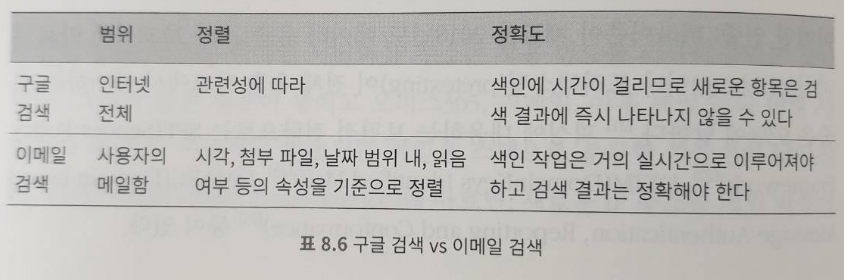 범위 정렬 정확도
구글 인터넷 관련성에 따라 색인에 시간이 걸리므로 새로운 항목은 검
검색 전체 색 결과에 즉시 나타나지 않을 수 있다
이메일 사용자의 시각, 첨부 파일, 날짜 범위 내, 읽음 색인 작업은 거의 실시간으로 이루어져야
검색 메일함 여부 등의 속성을 기준으로 정렬 하고 검색 결과는 정확해야 한다
표 8.6 구글 검색 vs 이메일 검색